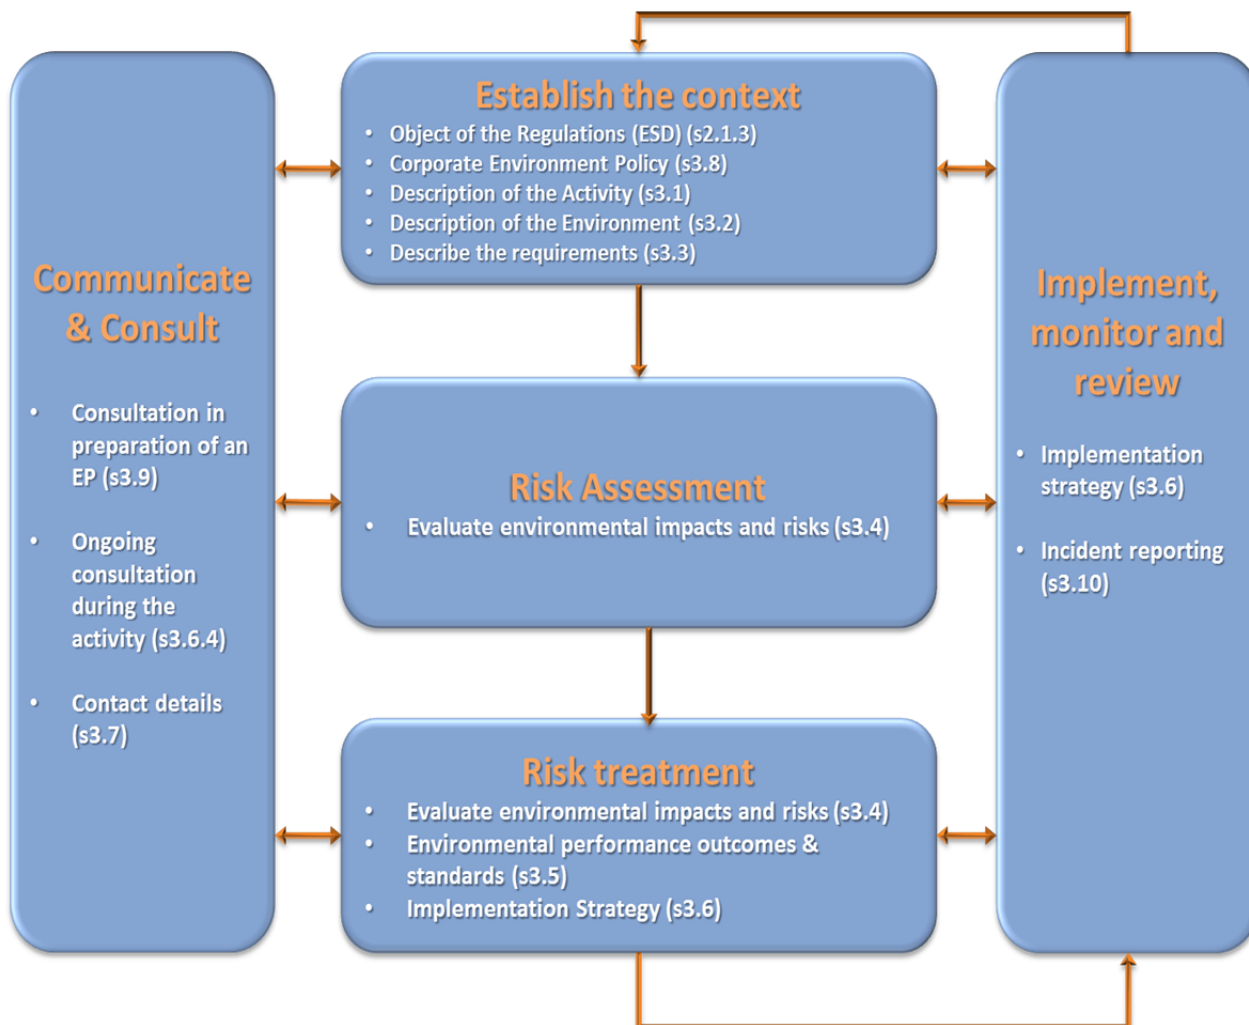 Establish the context
• Object of the Regulations (ESD) (s2.1.3)
• Corporate Environment Policy (s3.8)
• Description of the Activity (s3.1)
• Description of the Environment (s3.2)
• Describe the requirements (s3.3)
Communicate
& Consult
• Consultation in
preparation of an
EP (s3.9)
• Ongoing
consultation
during the
activity (s3.6.4)
• Contact details
(s3.7)
Risk Assessment
• Evaluate environmental impacts and risks (s3.4)
Risk treatment
• Evaluate environmental impacts and risks (s3.4)
• Environmental performance outcomes &
standards (s3.5)
• Implementation Strategy (s3.6)
Implement,
monitor and
review
• Implementation
strategy (s3.6)
• Incident reporting
(s3.10)